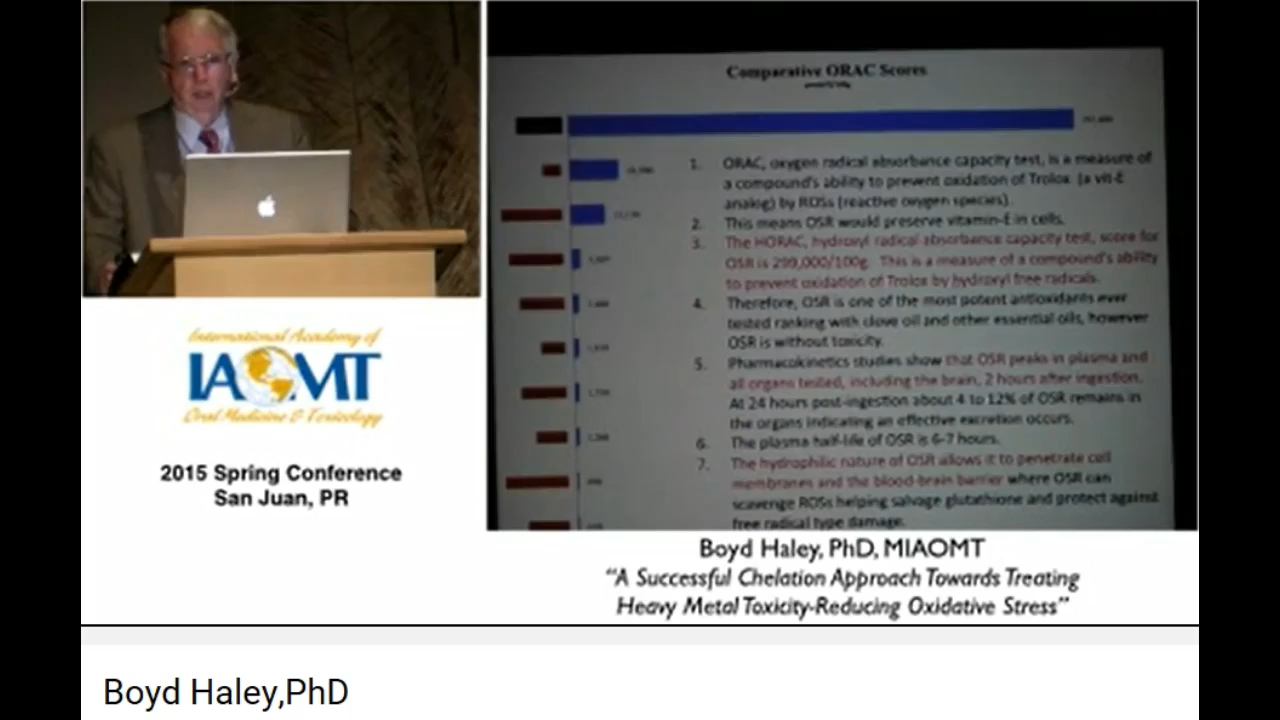 Comparative ORAC Scores
1. ORAC, oxygen radical absorbance capacity test, is a measure of
a compound's ability to prevent oxidation of Trolox (a vit-E
analog) by ROSs (reactive oxygen species).
2. This means OSR would preserve vitamin-E in cells.
3. The HORAC, hydroxyl radical absorbance capacity test, score for
OSR is 299,000/100g. This is a measure of a compound's ability
to prevent oxidation of Trolox by hydroxyl free radicals.
4. Therefore, OSR is one of the most potent antioxidants ever
tested ranking with clove oil and other essential oils, however
OSR is without toxicity.
5. Pharmacokinetics studies show that OSR peaks in plasma and
all organs tested, including the brain, 2 hours after ingestion.
At 24 hours post-ingestion about 4 to 12% of OSR remains in
the organs indicating an effective excretion occurs.
6. The plasma half-life of OSR is 6-7 hours.
7. The hydrophilic nature of OSR allows it to penetrate cell
membranes and the blood-brain barrier where OSR can
scavenge ROSs helping salvage glutathione and protect against
free radical type damage.
International Academy of
IAOMT
Oral Medicine & Toxicology
2015 Spring Conference
San Juan, PR
Boyd Haley, PhD, MIAOMT
"A Successful Chelation Approach Towards Treating
Heavy Metal Toxicity-Reducing Oxidative Stress"
Boyd Haley,PhD